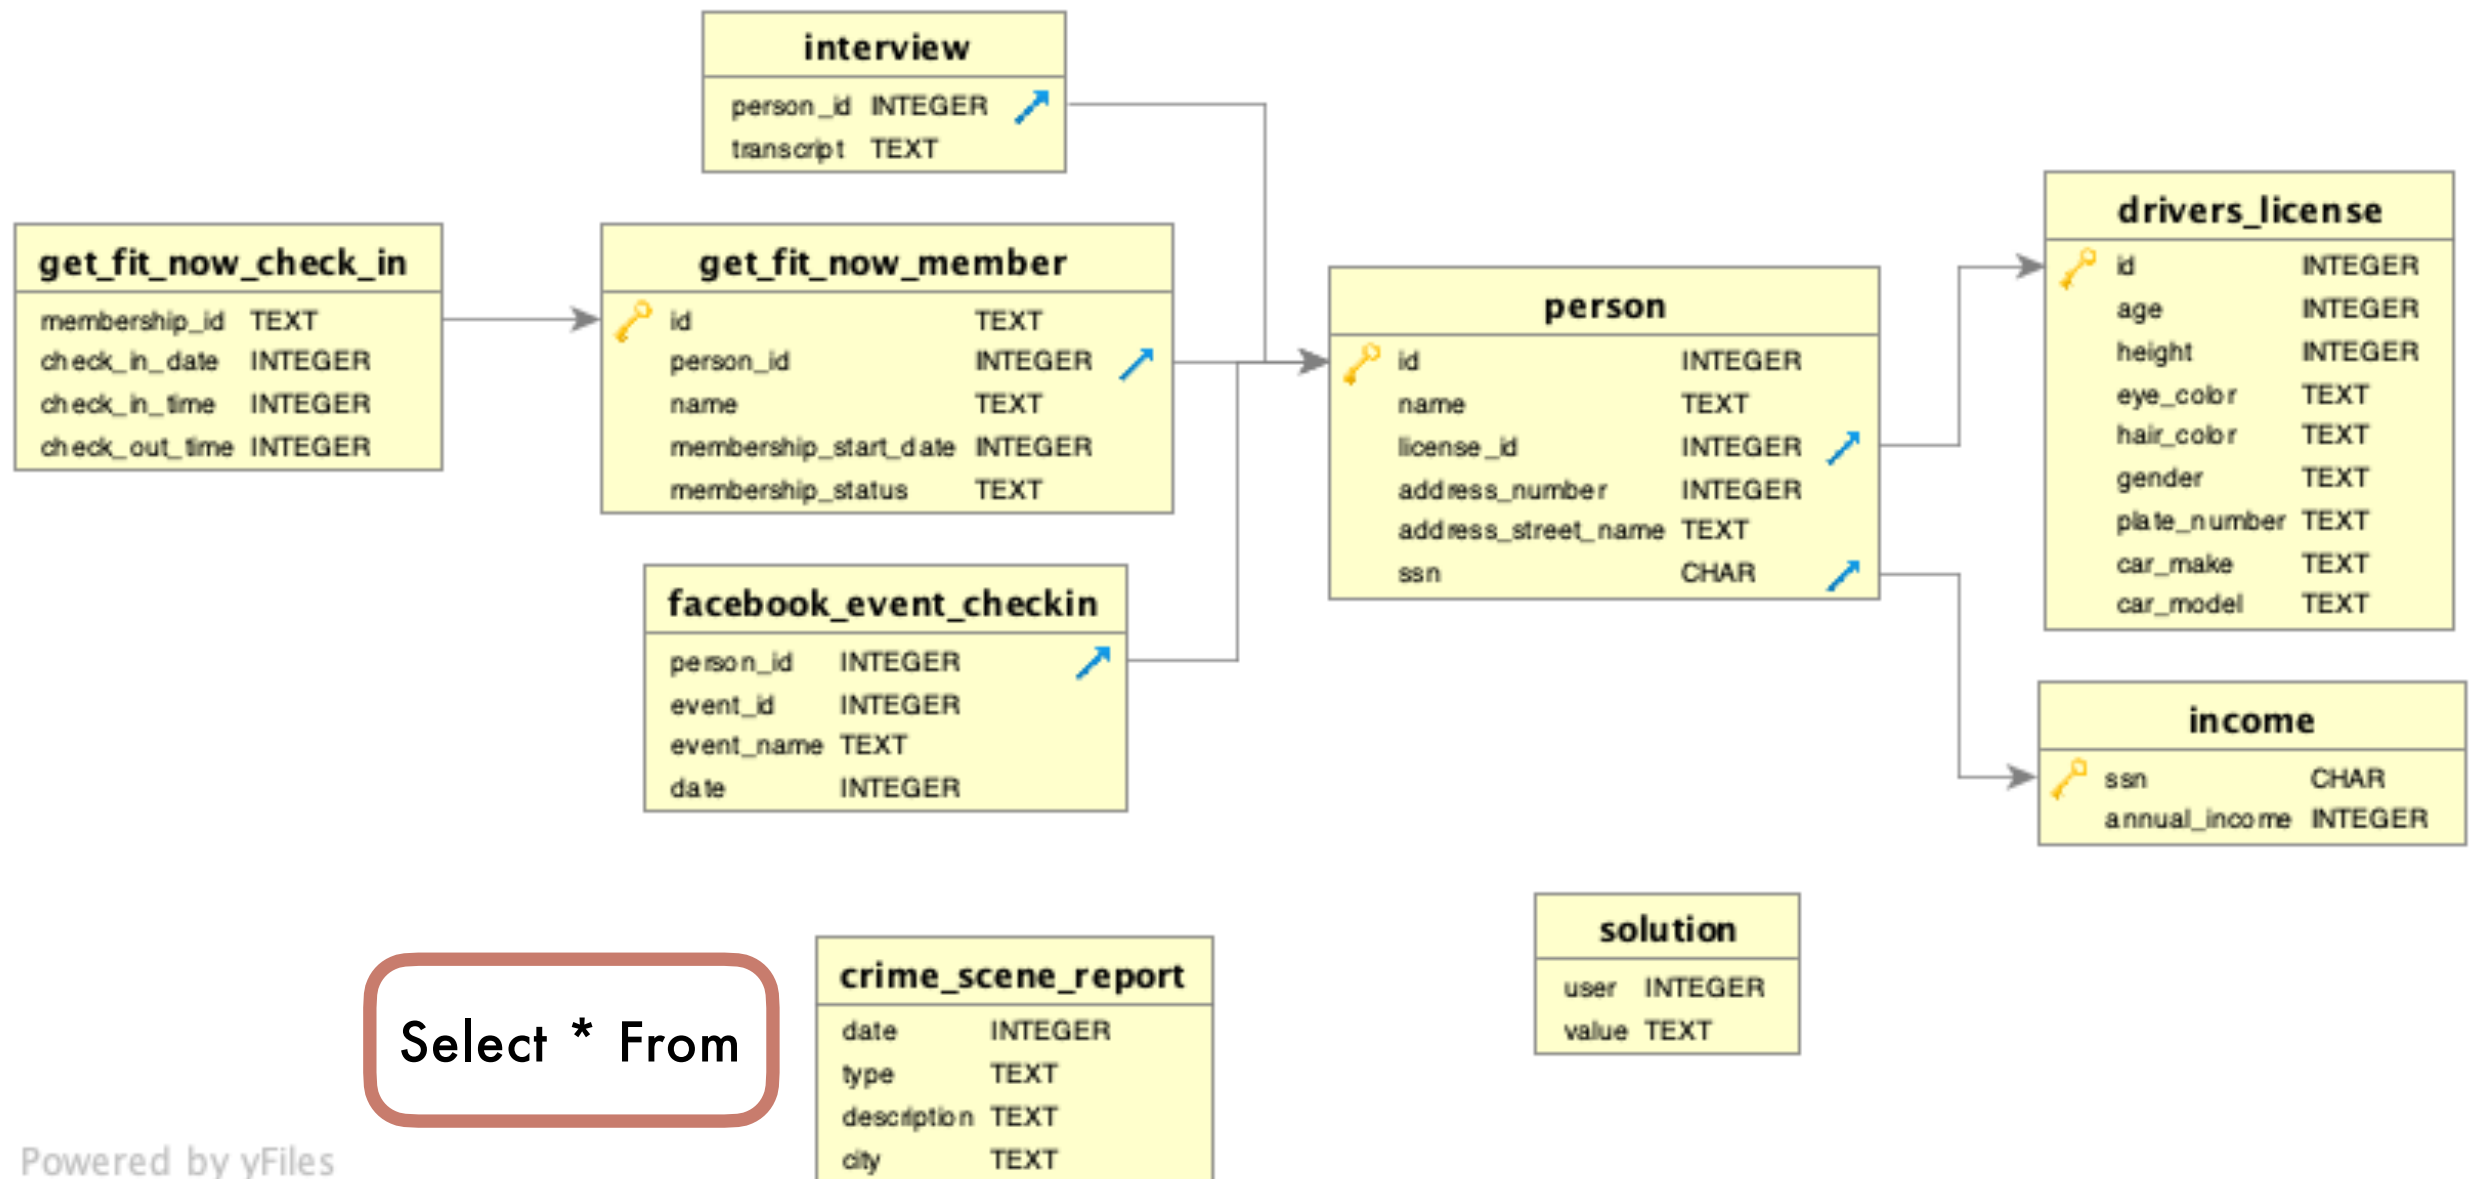 interview
person_id INTEGER
transcript TEXT
get_fit_now_check_in
membership_id TEXT
check_in_date INTEGER
check_in_time INTEGER
check_out_time INTEGER
get_fit_now_member
id TEXT
person_id INTEGER
name TEXT
membership_start_date INTEGER
membership_status TEXT
facebook_event_checkin
person_id INTEGER
event_id INTEGER
event_name TEXT
date INTEGER
person
id INTEGER
name TEXT
license_id INTEGER
address_number INTEGER
address_street_name TEXT
ssn CHAR
drivers_license
id INTEGER
age INTEGER
height INTEGER
eye_color TEXT
hair_color TEXT
gender TEXT
plate_number TEXT
car_make TEXT
car_model TEXT
income
ssn CHAR
annual_income INTEGER
solution
user INTEGER
value TEXT
Select * From
crime_scene_report
date INTEGER
type TEXT
description TEXT
city TEXT
Powered by yFiles